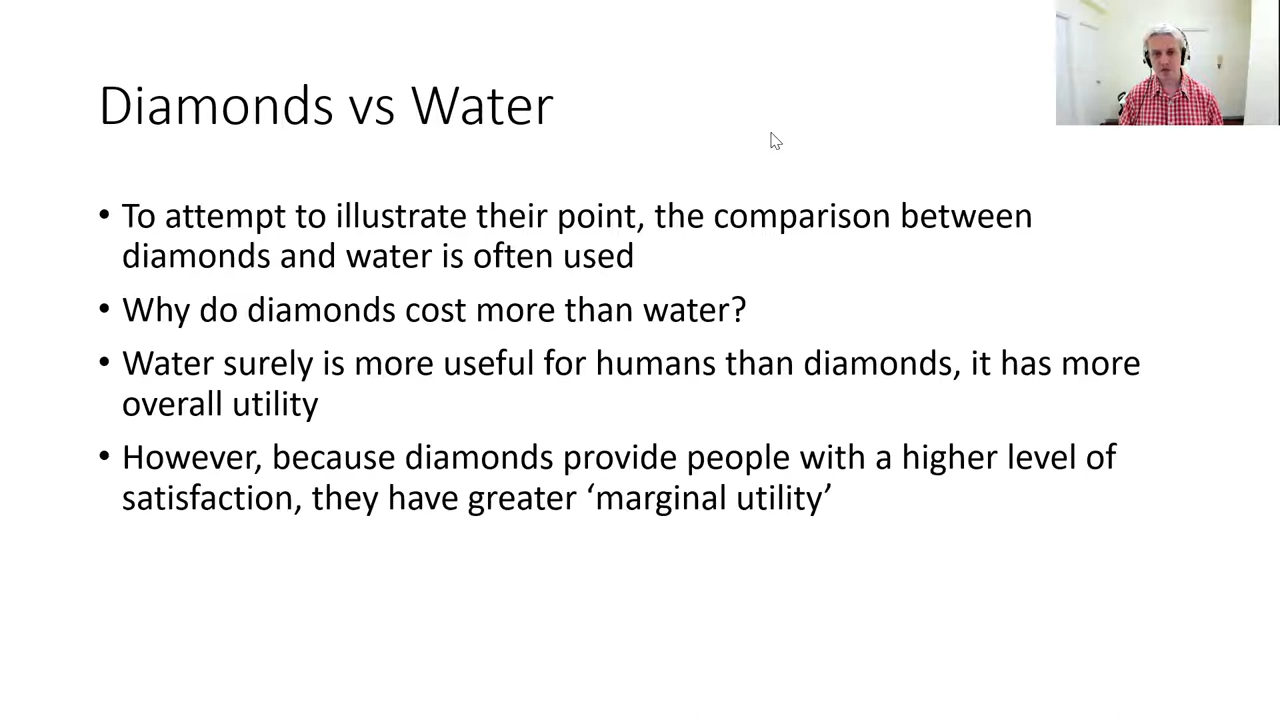 Diamonds vs Water
• To attempt to illustrate their point, the comparison between
diamonds and water is often used
• Why do diamonds cost more than water?
• Water surely is more useful for humans than diamonds, it has more
overall utility
• However, because diamonds provide people with a higher level of
satisfaction, they have greater ‘marginal utility’